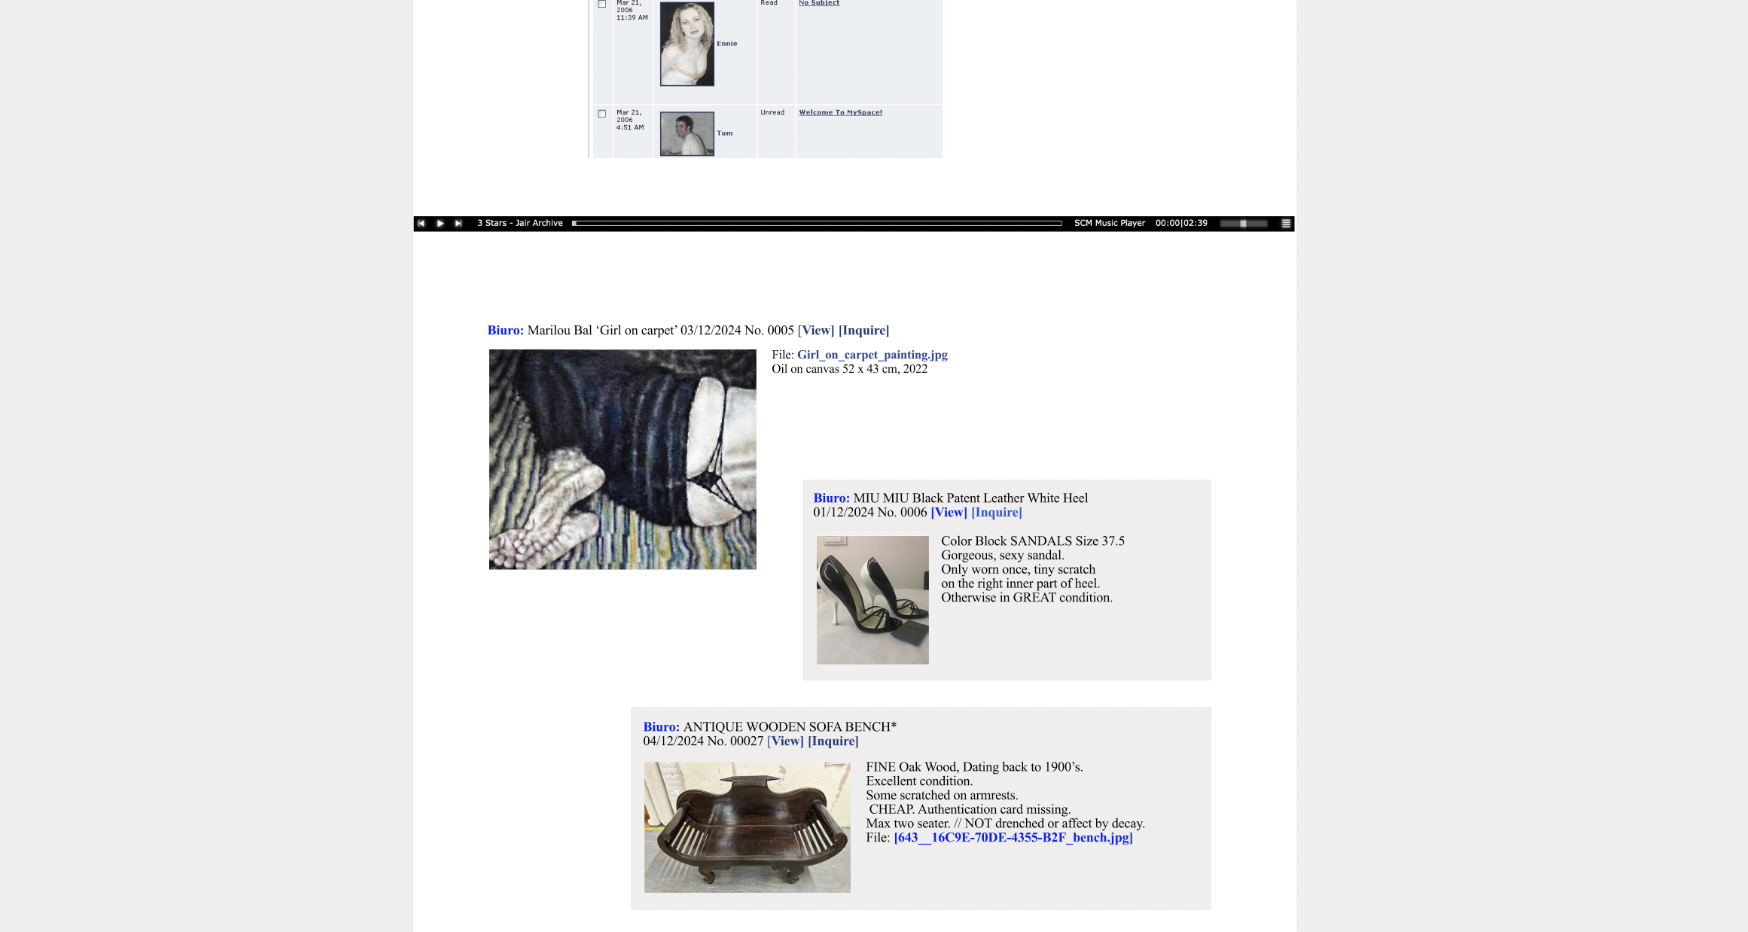 Mar 21,
2006
11:39 AM
Ennie
Read
No Subject
Mar 21,
2006
4:51 AM
Tom
Unread
Welcome To MySpace!
3 Stars - Jair Archive
SCM Music Player 00:00|02:39
Biuro: Marilou Bal ‘Girl on carpet’ 03/12/2024 No. 0005 [View] [Inquire]
File: Girl_on_carpet_painting.jpg
Oil on canvas 52 x 43 cm, 2022
Biuro: MIU MIU Black Patent Leather White Heel
01/12/2024 No. 0006 [View] [Inquire]
Color Block SANDALS Size 37.5
Gorgeous, sexy sandal.
Only worn once, tiny scratch
on the right inner part of heel.
Otherwise in GREAT condition.
Biuro: ANTIQUE WOODEN SOFA BENCH*
04/12/2024 No. 00027 [View] [Inquire]
FINE Oak Wood, Dating back to 1900’s.
Excellent condition.
Some scratched on armrests.
CHEAP. Authentication card missing.
Max two seater. // NOT drenched or affect by decay.
File: [643__16C9E-70DE-4355-B2F_bench.jpg]